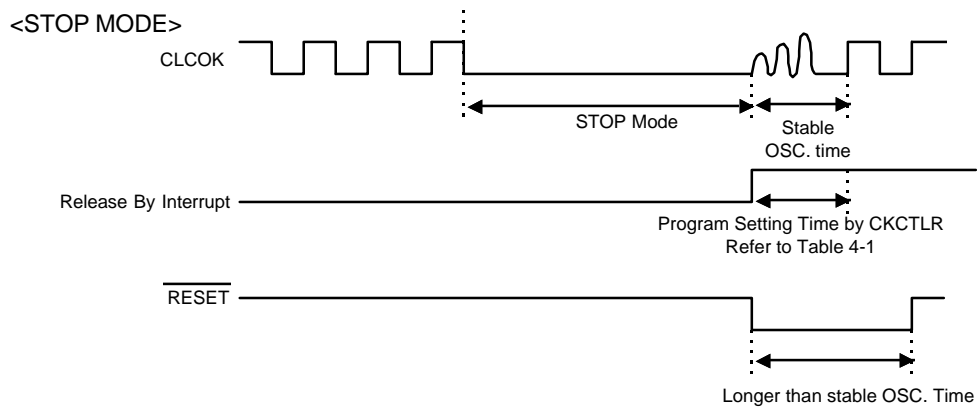 <STOP MODE>
CLCOK
STOP Mode
Stable
OSC. time
Release By Interrupt
Program Setting Time by CKCTLR
Refer to Table 4-1
RESET
Longer than stable OSC. Time